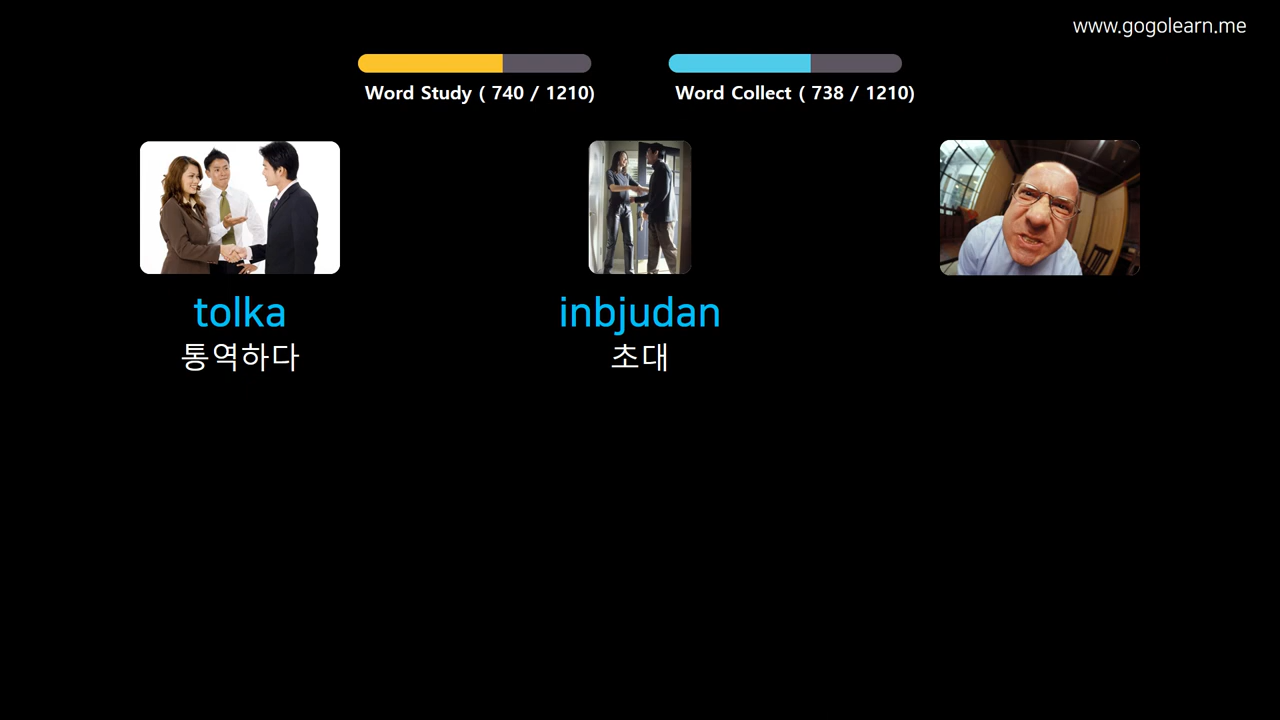 www.gogolearn.me
Word Study ( 740 / 1210)
Word Collect ( 738 / 1210)
tolka
통역하다
inbjudan
초대